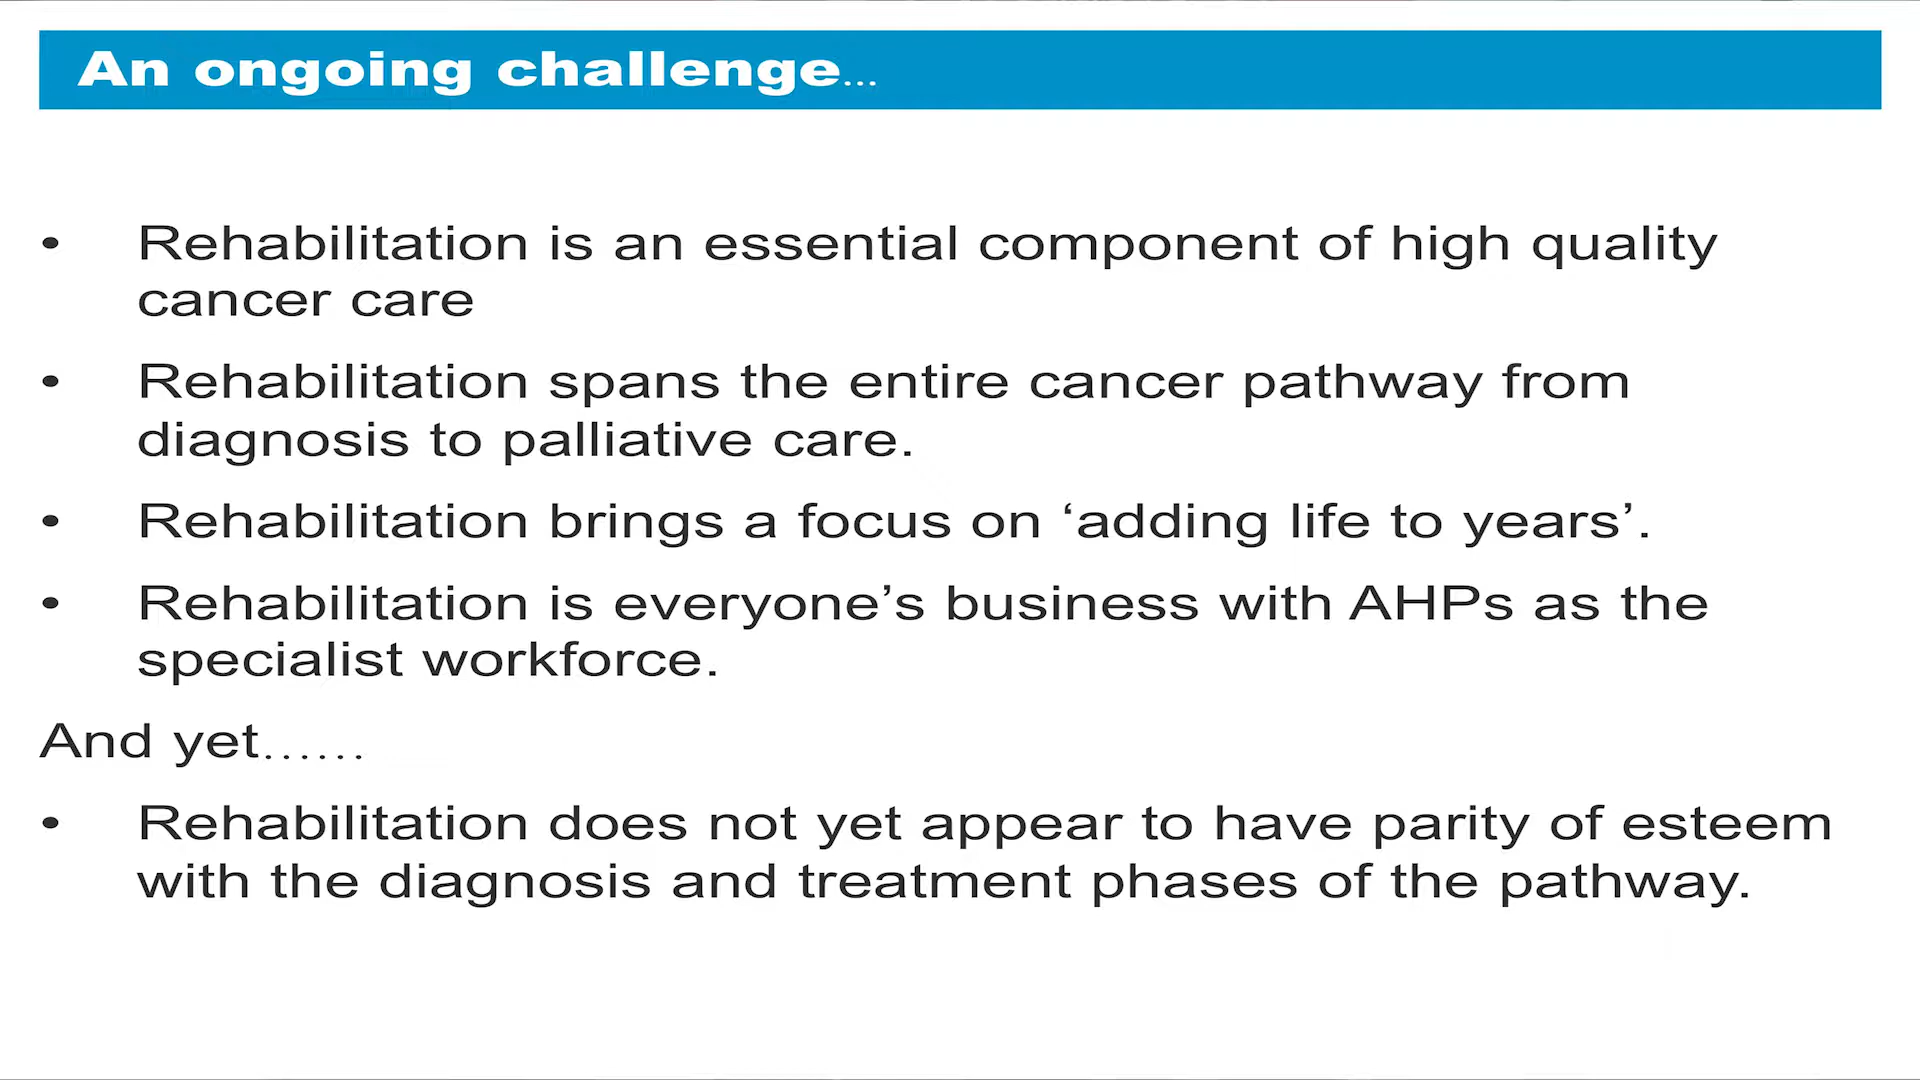 An ongoing challenge...
• Rehabilitation is an essential component of high quality
cancer care
• Rehabilitation spans the entire cancer pathway from
diagnosis to palliative care.
• Rehabilitation brings a focus on ‘adding life to years’.
• Rehabilitation is everyone’s business with AHPs as the
specialist workforce.
And yet......
• Rehabilitation does not yet appear to have parity of esteem
with the diagnosis and treatment phases of the pathway.